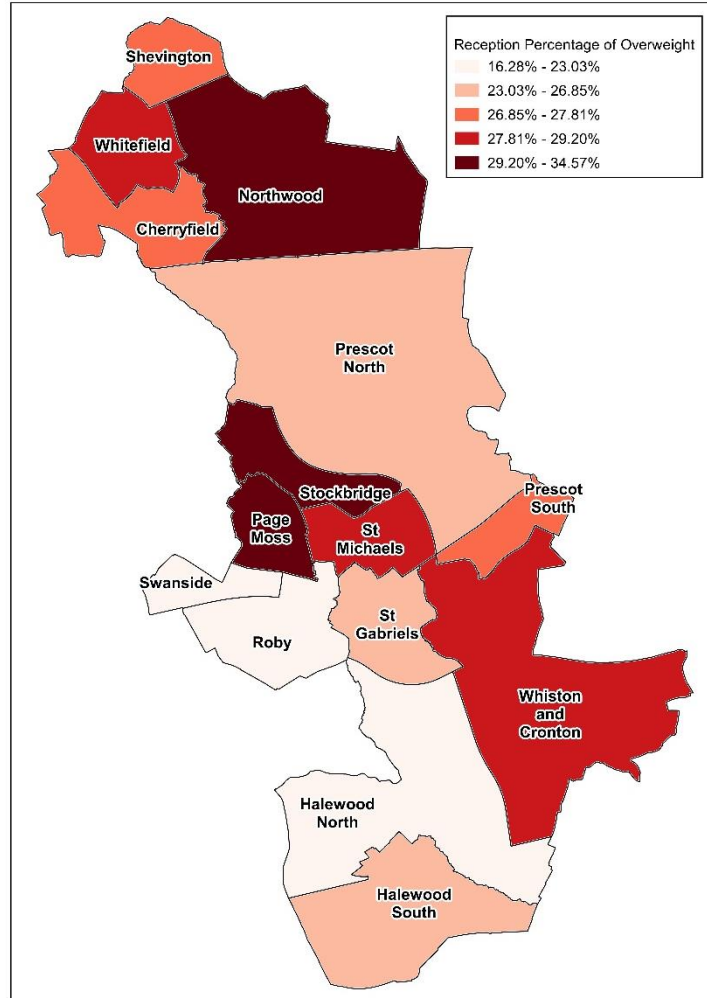 Reception Percentage of Overweight
16.28% - 23.03%
23.03% - 26.85%
26.85% - 27.81%
27.81% - 29.20%
29.20% - 34.57%
Shevington
Whitefield
Northwood
Cherryfield
Prescot
North
Stockbridge
Prescot
South
Page
Moss
St
Michaels
Swanside
Roby
St
Gabriels
Whiston
and
Cronton
Halewood
North
Halewood
South